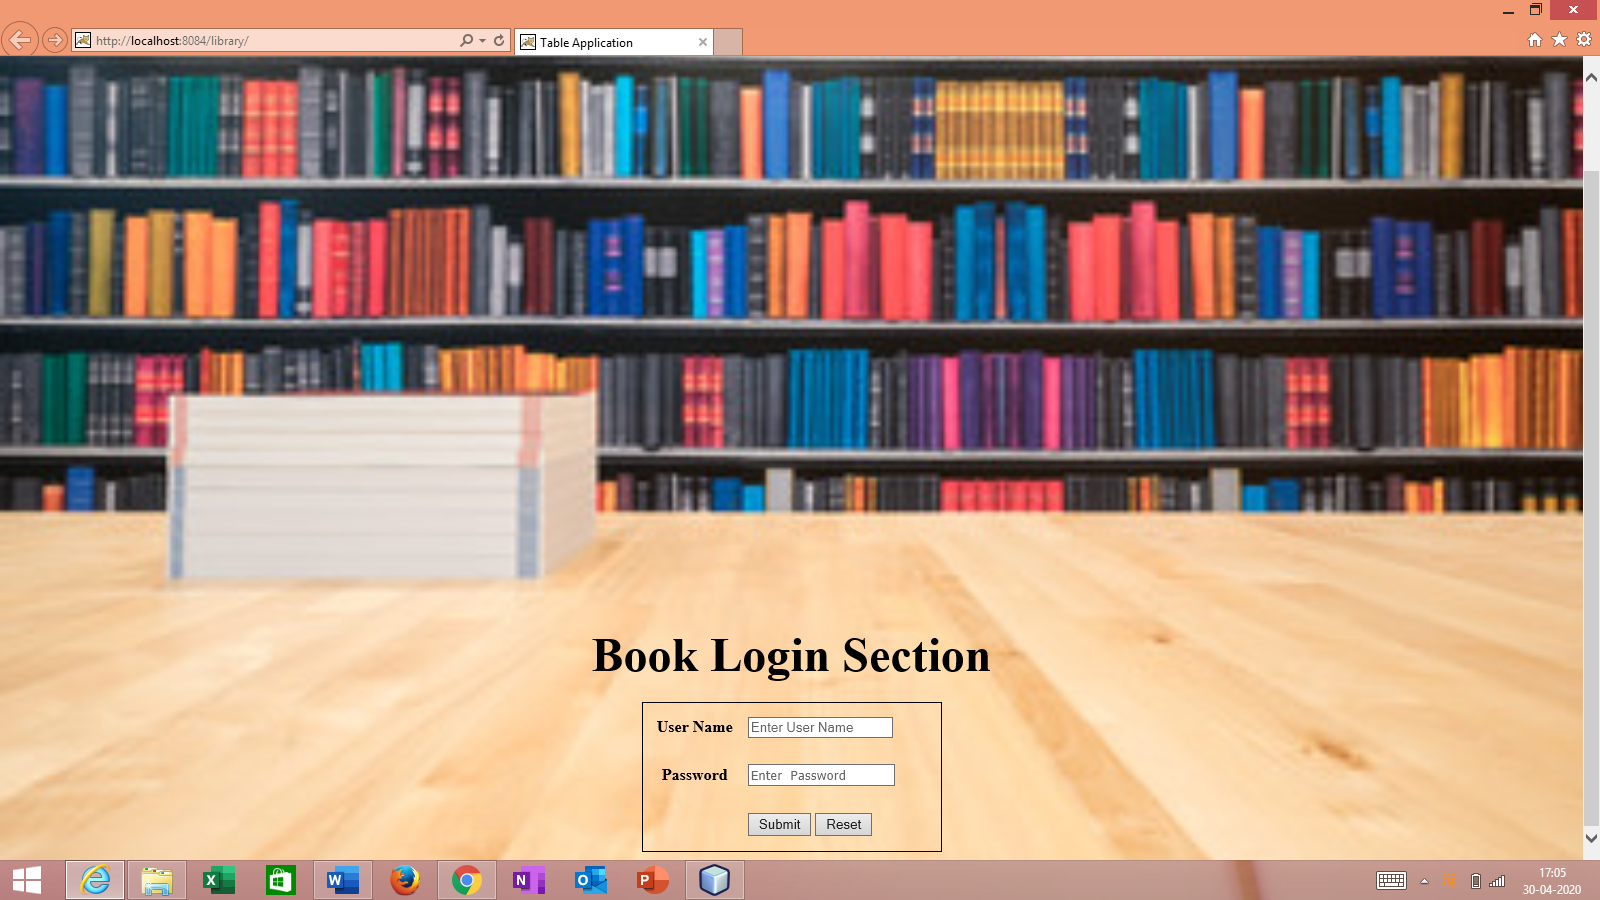 http://localhost:8084/library/
Table Application
Book Login Section
User Name
Enter User Name
Password
Enter Password
Submit Reset
17:05
30-04-2020